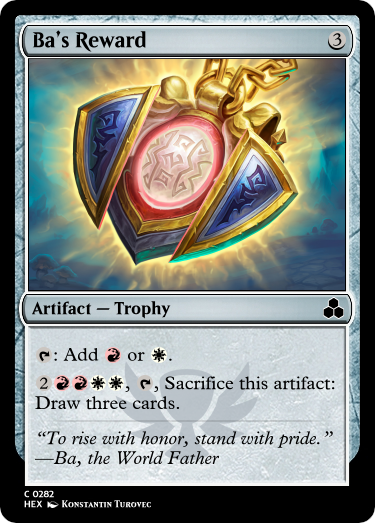 Ba's Reward 3
Artifact — Trophy
: Add or .
2, , Sacrifice this artifact:
Draw three cards.
“To rise with honor, stand with pride.”
—Ba, the World Father
C 0282
HEX Konstantin Turovec